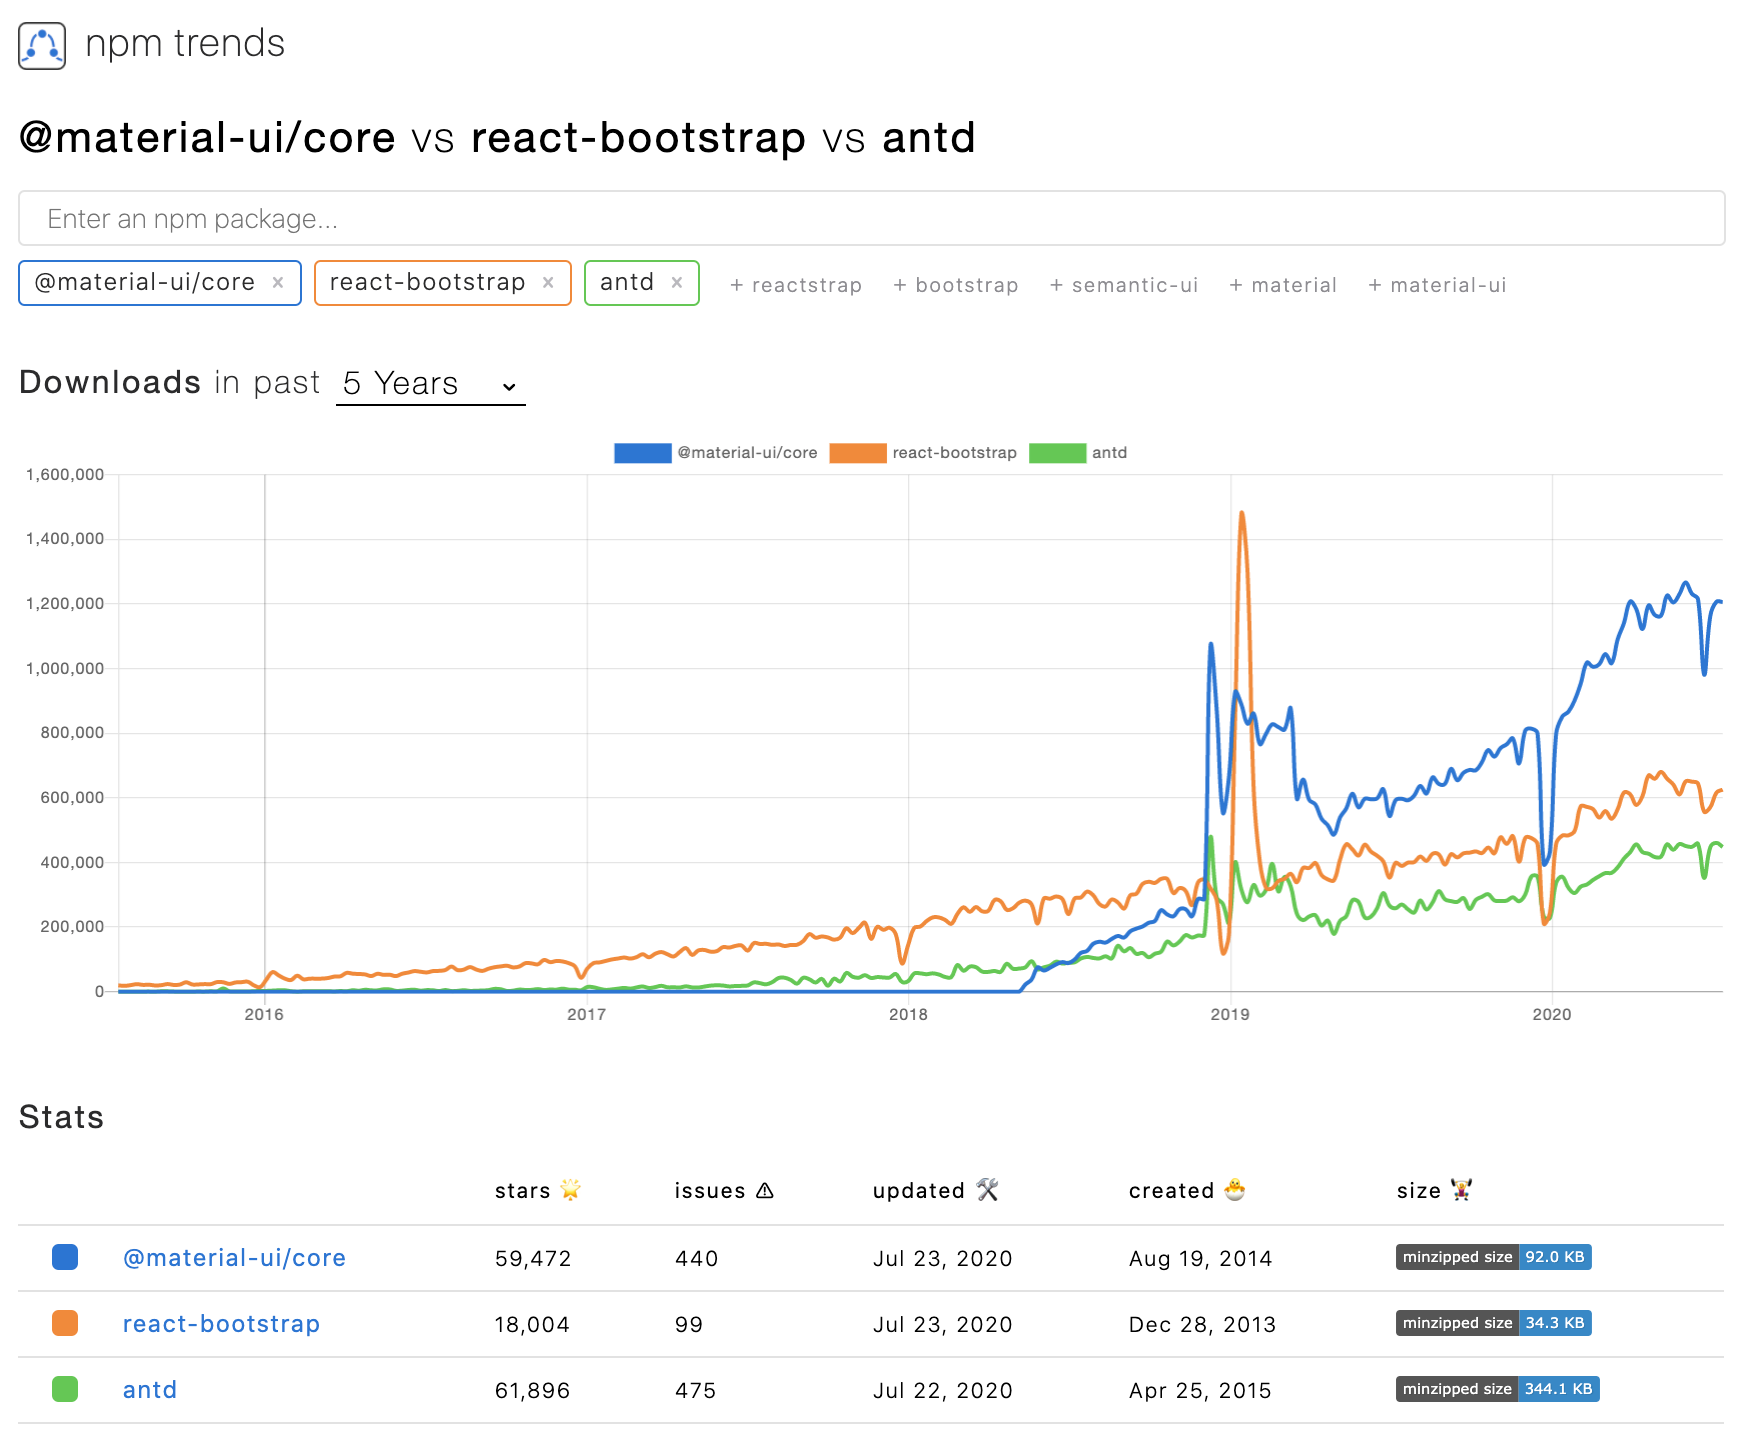 npm trends
@material-ui/core vs react-bootstrap vs antd
Enter an npm package...
@material-ui/core × react-bootstrap × antd × + reactstrap + bootstrap + semantic-ui + material + material-ui
Downloads in past 5 Years
@material-ui/core react-bootstrap antd
1,600,000
1,400,000
1,200,000
1,000,000
800,000
600,000
400,000
200,000
0
2016 2017 2018 2019 2020
Stats
stars issues updated created size
@material-ui/core 59,472 440 Jul 23, 2020 Aug 19, 2014 minzipped size 92.0 KB
react-bootstrap 18,004 99 Jul 23, 2020 Dec 28, 2013 minzipped size 34.3 KB
antd 61,896 475 Jul 22, 2020 Apr 25, 2015 minzipped size 344.1 KB